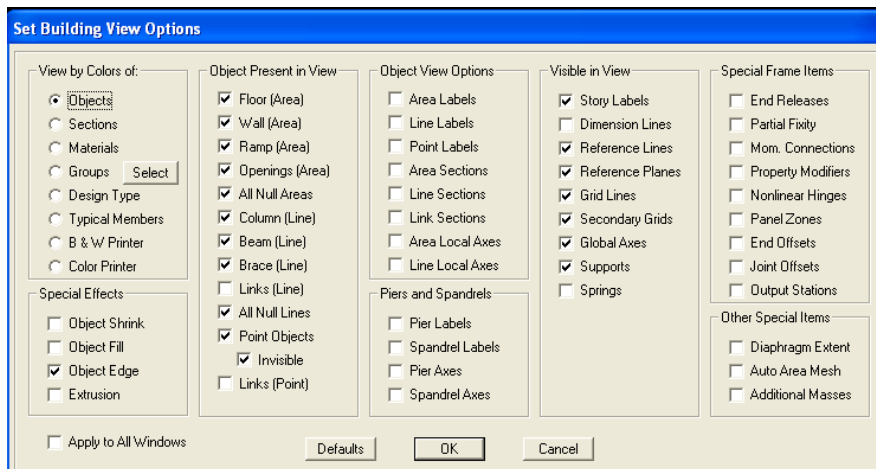 Set Building View Options
View by Colors of:
Objects
Sections
Materials
Groups
Select
Design Type
Typical Members
B & W Printer
Color Printer
Special Effects
Object Shrink
Object Fill
Object Edge
Extrusion
Object Present in View
Floor (Area)
Wall (Area)
Ramp (Area)
Openings (Area)
All Null Areas
Column (Line)
Beam (Line)
Brace (Line)
Links (Line)
All Null Lines
Point Objects
Invisible
Links (Point)
Object View Options
Area Labels
Line Labels
Point Labels
Area Sections
Line Sections
Link Sections
Area Local Axes
Line Local Axes
Piers and Spandrels
Pier Labels
Spandrel Labels
Pier Axes
Spandrel Axes
Visible in View
Story Labels
Dimension Lines
Reference Lines
Reference Planes
Grid Lines
Secondary Grids
Global Axes
Supports
Springs
Special Frame Items
End Releases
Partial Fixity
Mom. Connections
Property Modifiers
Nonlinear Hinges
Panel Zones
End Offsets
Joint Offsets
Output Stations
Other Special Items
Diaphragm Extent
Auto Area Mesh
Additional Masses
Apply to All Windows
Defaults
OK
Cancel